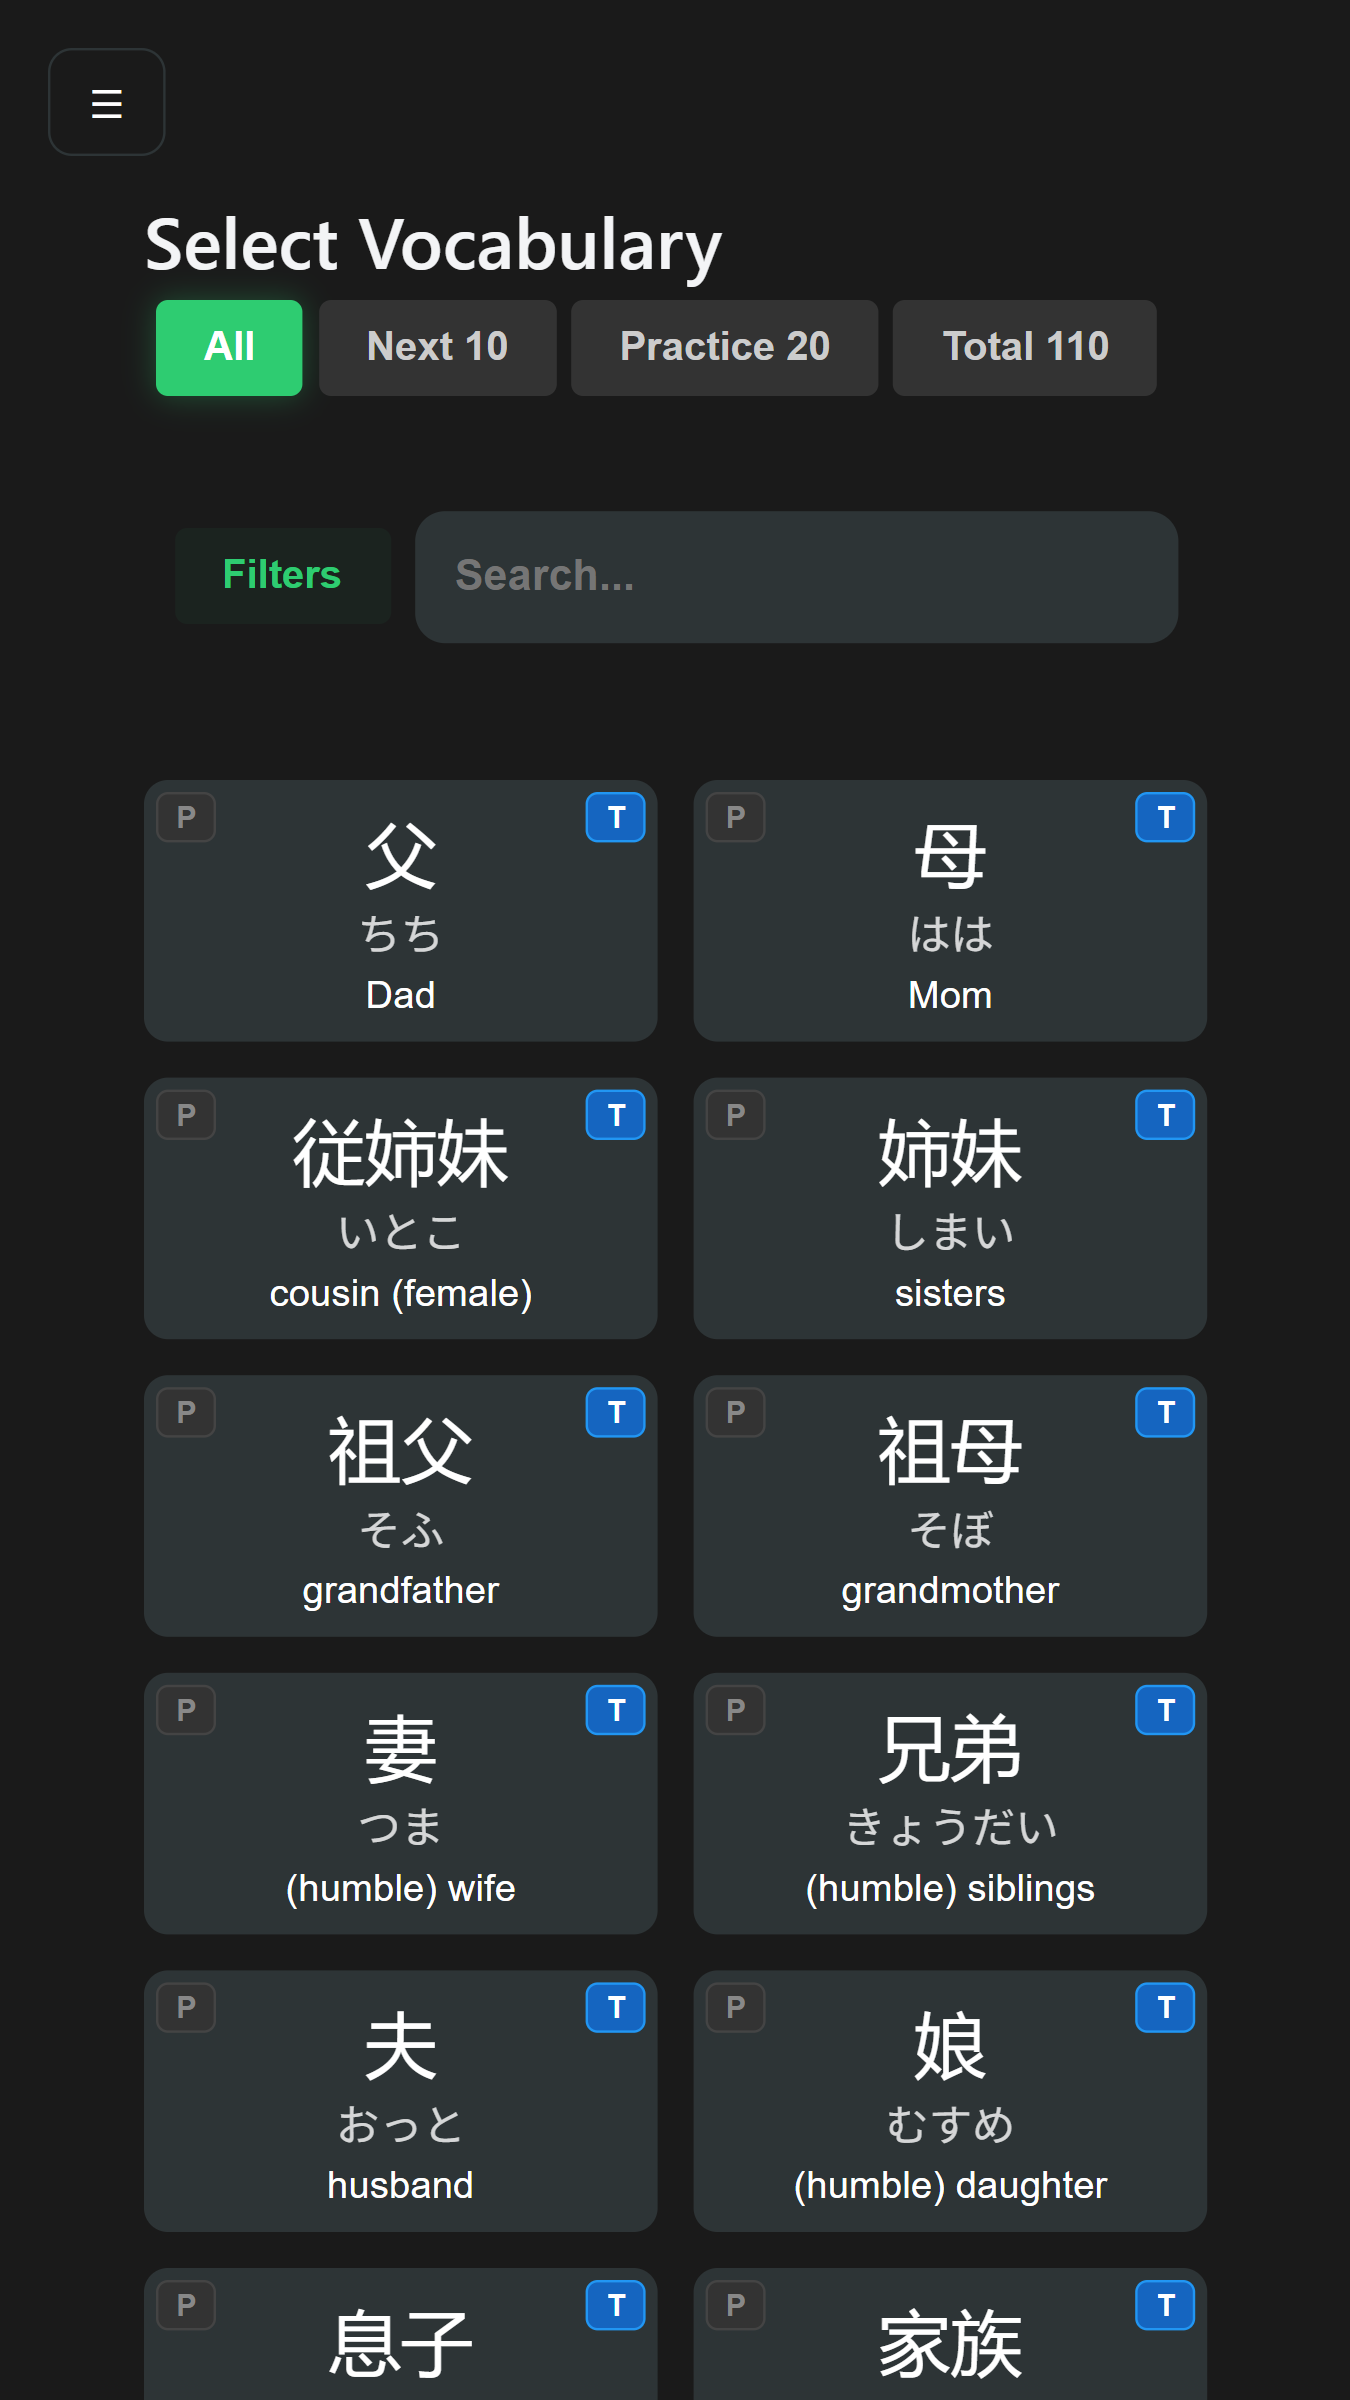 ☰
Select Vocabulary
All Next 10 Practice 20 Total 110
Filters Search...
P T P T
父 母
ちち はは
Dad Mom
P T P T
従姉妹 姉妹
いとこ しまい
cousin (female) sisters
P T P T
祖父 祖母
そふ そぼ
grandfather grandmother
P T P T
妻 兄弟
つま きょうだい
(humble) wife (humble) siblings
P T P T
夫 娘
おっと むすめ
husband (humble) daughter
P T P T
息子 家族